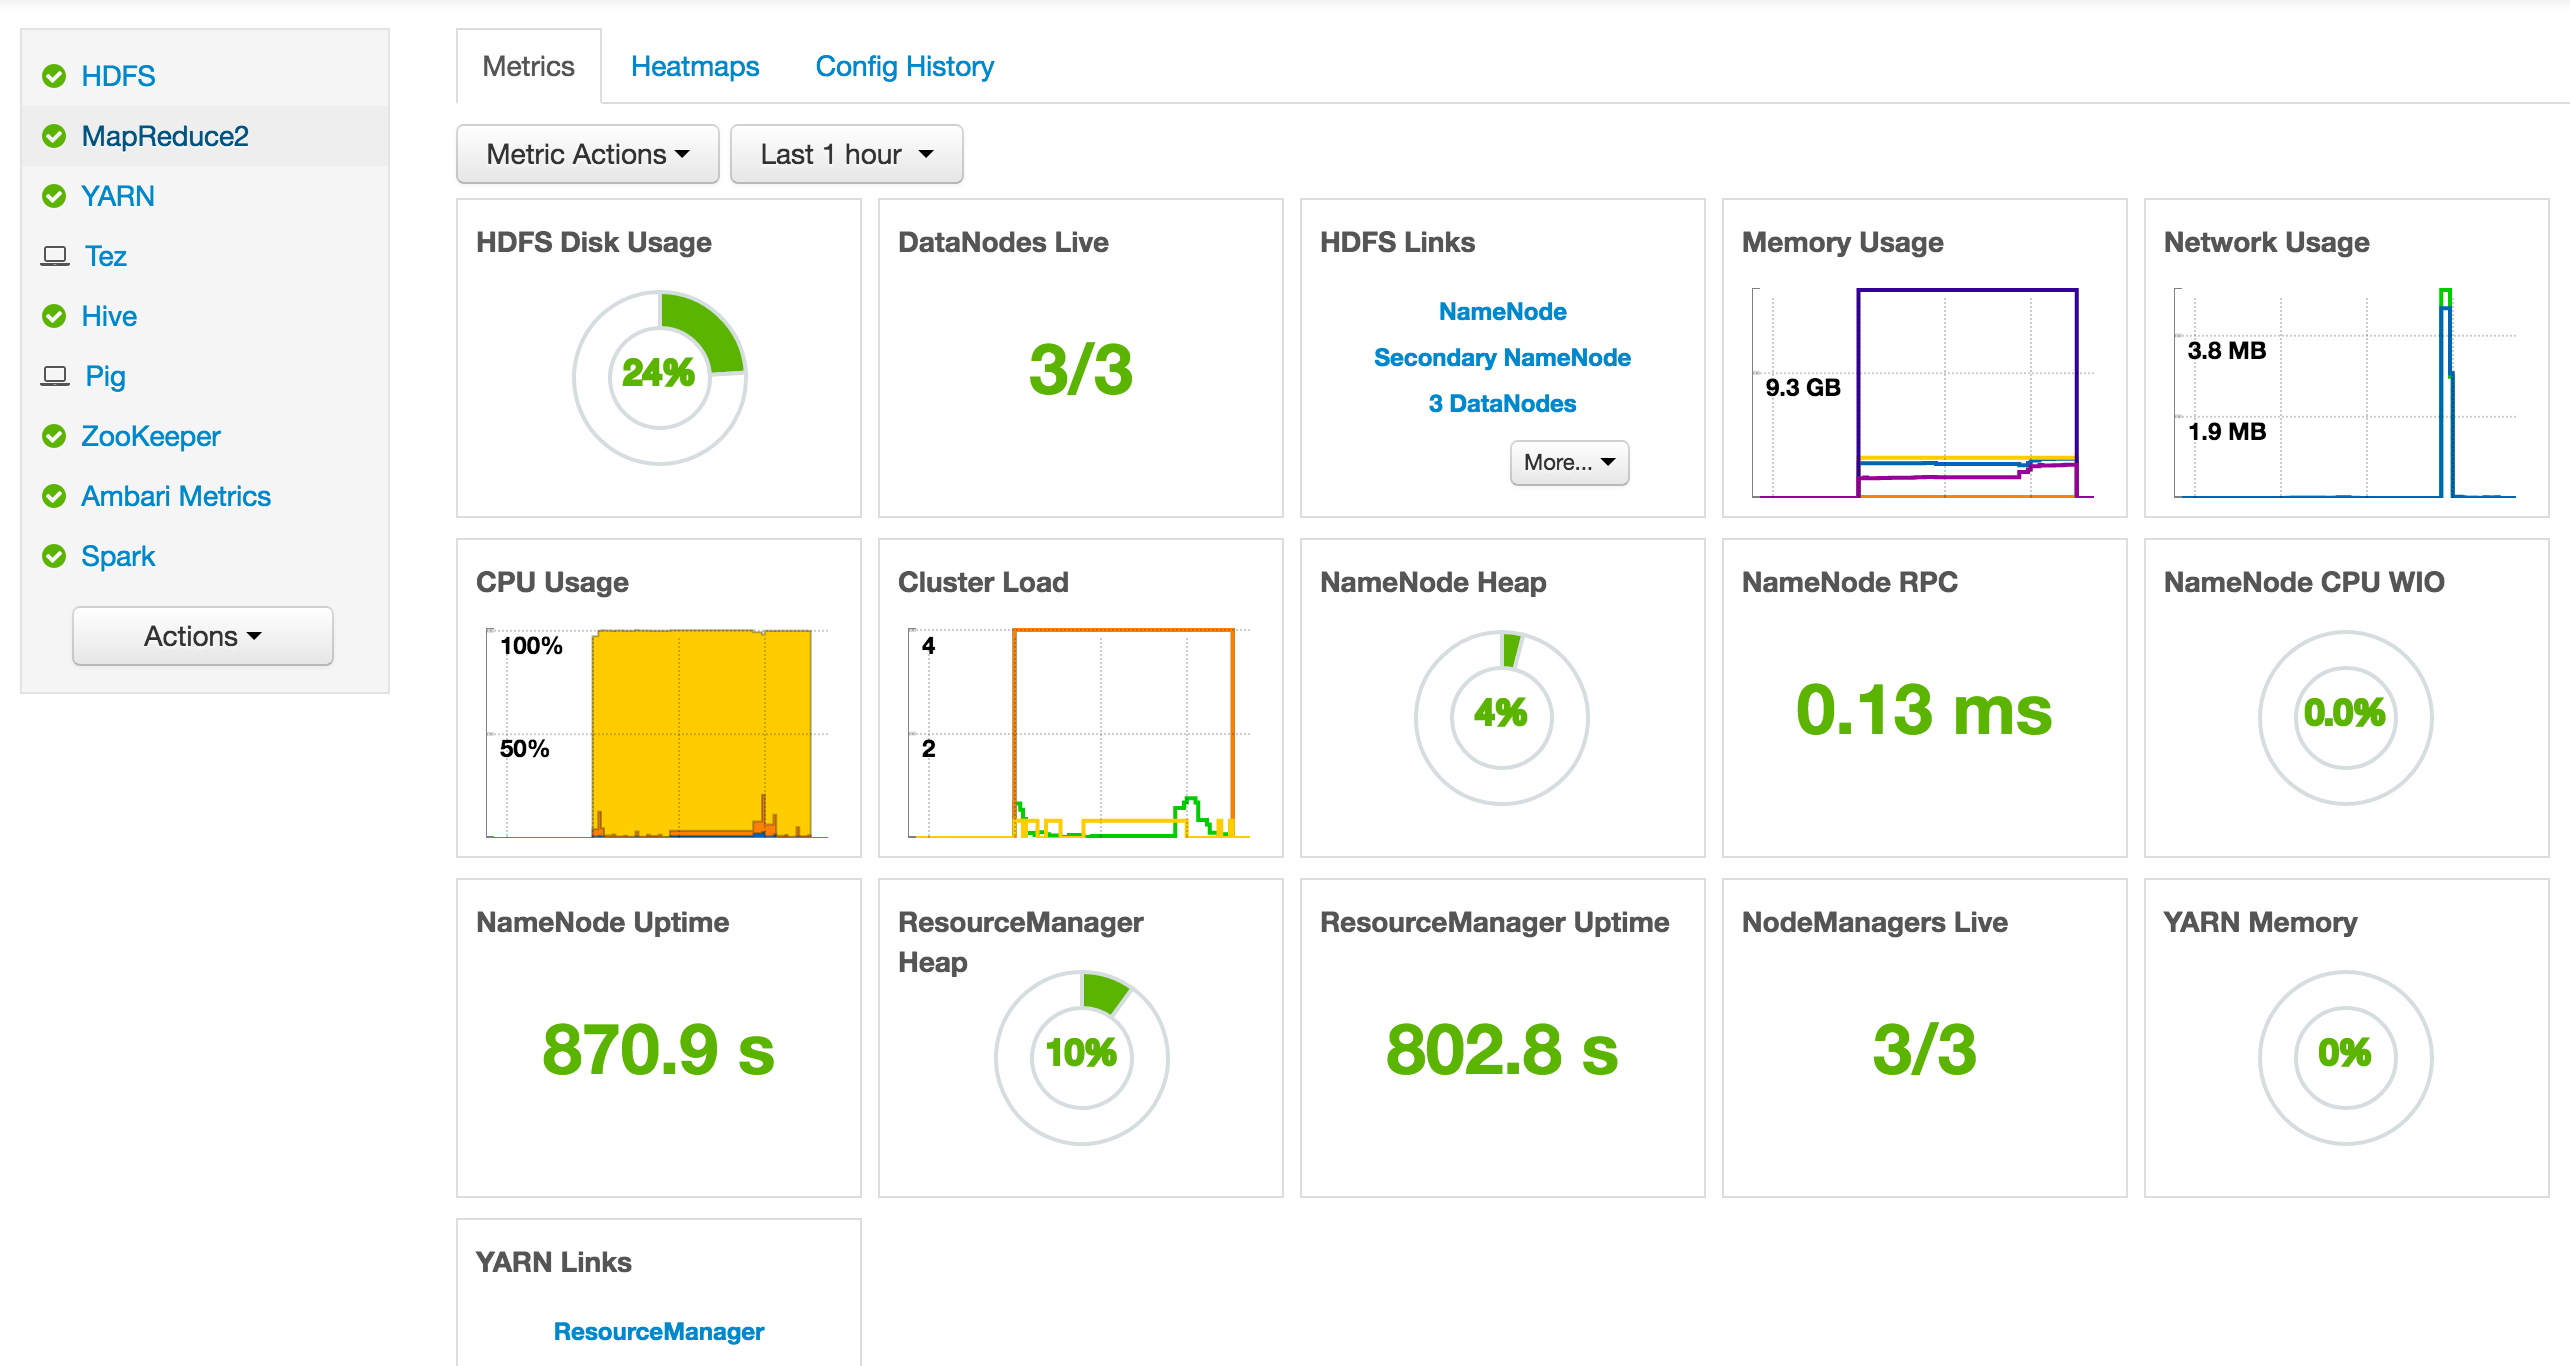 HDFS
MapReduce2
YARN
Tez
Hive
Pig
ZooKeeper
Ambari Metrics
Spark
Actions
Metrics
Heatmaps
Config History
Metric Actions
Last 1 hour
HDFS Disk Usage
24%
DataNodes Live
3/3
HDFS Links
NameNode
Secondary NameNode
3 DataNodes
More...
Memory Usage
9.3 GB
Network Usage
3.8 MB
1.9 MB
CPU Usage
100%
50%
Cluster Load
4
2
NameNode Heap
4%
NameNode RPC
0.13 ms
NameNode CPU WIO
0.0%
NameNode Uptime
870.9 s
ResourceManager
Heap
10%
ResourceManager Uptime
802.8 s
NodeManagers Live
3/3
YARN Memory
0%
YARN Links
ResourceManager